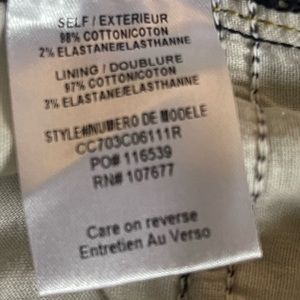 SELF / EXTERIEUR
98% COTTON/COTON
2% ELASTANE/ELASTHANNE
LINING / DOUBLURE
97% COTTON/COTON
3% ELASTANE/ELASTHANNE
STYLE#/NUMERO DE MODELE
CC703C06111R
PO# 116539
RN# 107677
Care on reverse
Entretien Au Verso